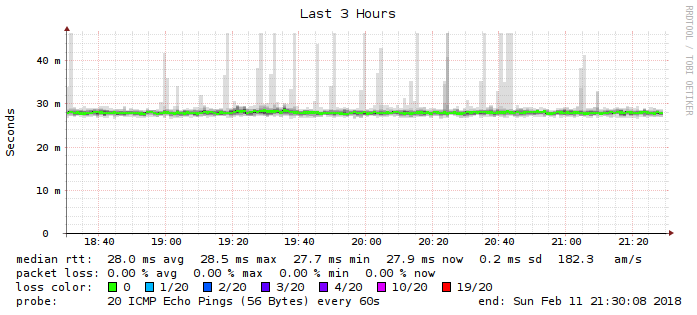 Last 3 Hours
RRDTOOL / TOBI OETIKER
Seconds
40 m
30 m
20 m
10 m
0
18:40 19:00 19:20 19:40 20:00 20:20 20:40 21:00 21:20
median rtt: 28.0 ms avg 28.5 ms max 27.7 ms min 27.9 ms now 0.2 ms sd 182.3 am/s
packet loss: 0.00 % avg 0.00 % max 0.00 % min 0.00 % now
loss color: 0 1/20 2/20 3/20 4/20 10/20 19/20
probe: 20 ICMP Echo Pings (56 Bytes) every 60s end: Sun Feb 11 21:30:08 2018